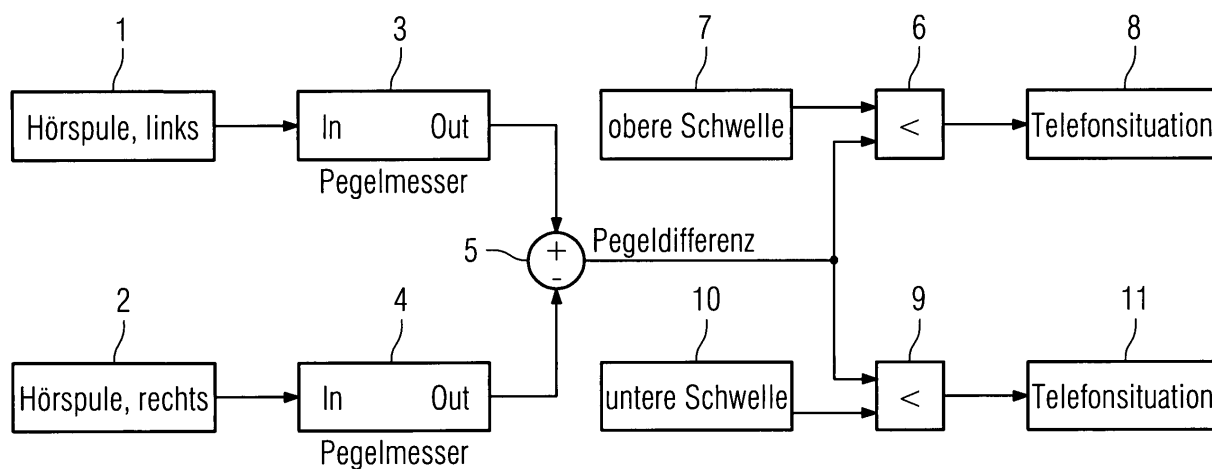 1
3
7
6
8
Hörspule, links
In Out
obere Schwelle
<
Telefonsituation
Pegelmesser
5
+
-
Pegeldifferenz
2
4
10
9
11
Hörspule, rechts
In Out
untere Schwelle
<
Telefonsituation
Pegelmesser